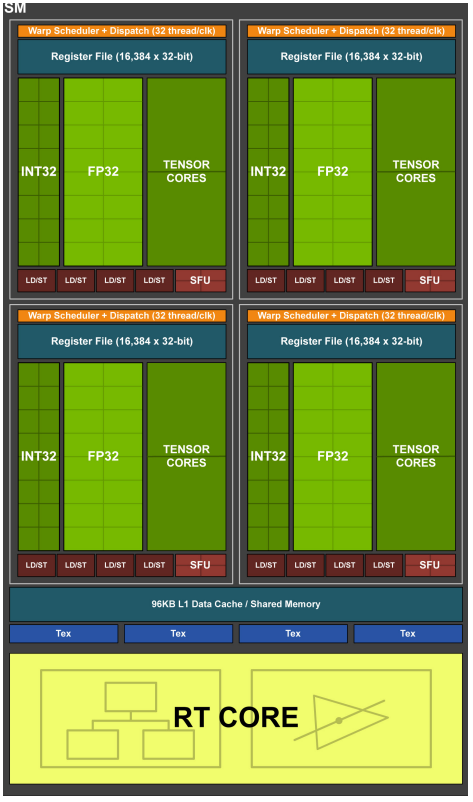 SM
Warp Scheduler + Dispatch (32 thread/clk)
Register File (16,384 x 32-bit)
INT32
FP32
TENSOR
CORES
LD/ST
LD/ST
LD/ST
LD/ST
SFU
Warp Scheduler + Dispatch (32 thread/clk)
Register File (16,384 x 32-bit)
INT32
FP32
TENSOR
CORES
LD/ST
LD/ST
LD/ST
LD/ST
SFU
Warp Scheduler + Dispatch (32 thread/clk)
Register File (16,384 x 32-bit)
INT32
FP32
TENSOR
CORES
LD/ST
LD/ST
LD/ST
LD/ST
SFU
Warp Scheduler + Dispatch (32 thread/clk)
Register File (16,384 x 32-bit)
INT32
FP32
TENSOR
CORES
LD/ST
LD/ST
LD/ST
LD/ST
SFU
96KB L1 Data Cache / Shared Memory
Tex
Tex
Tex
Tex
RT CORE